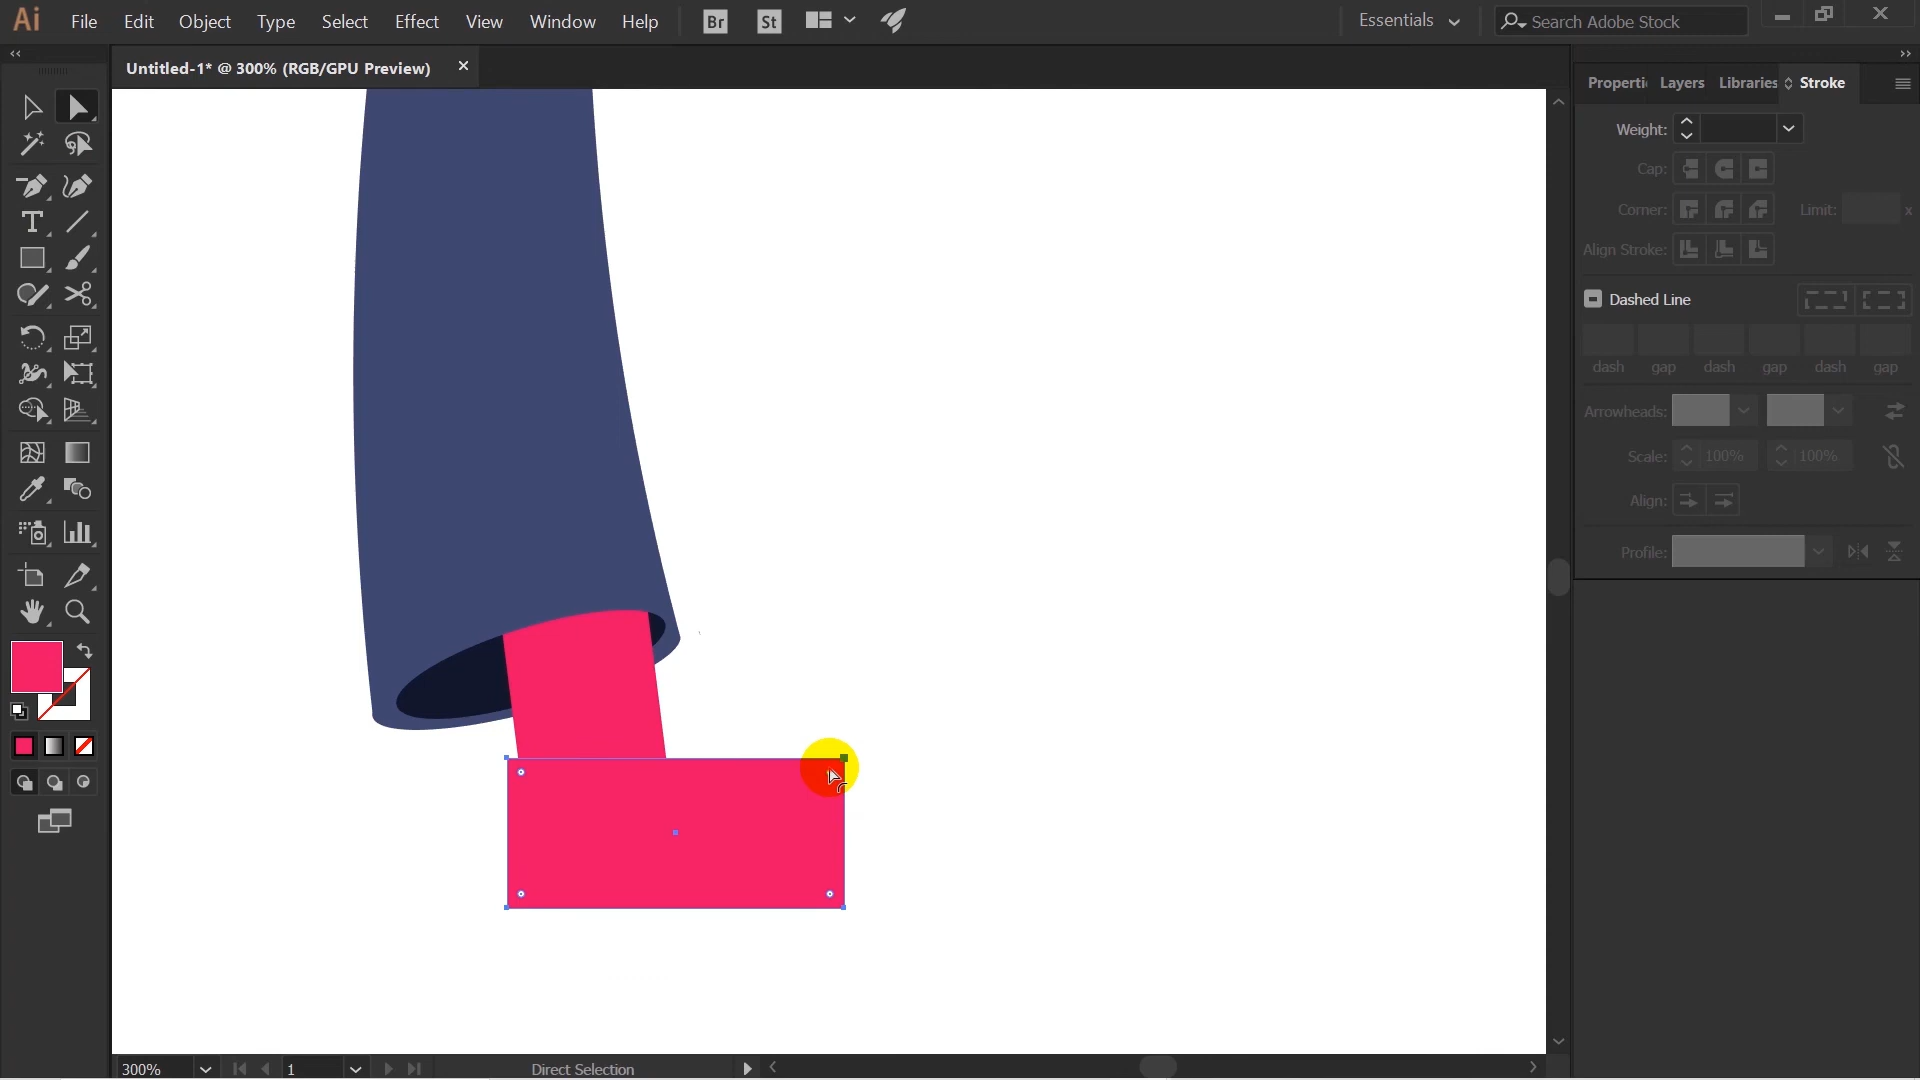 Ai File Edit Object Type Select Effect View Window Help Br St Essentials Search Adobe Stock
Untitled-1* @ 300% (RGB/GPU Preview)
Properti Layers Libraries Stroke
Weight:
Cap:
Corner: Limit: x
Align Stroke:
Dashed Line
dash gap dash gap dash gap
Arrowheads:
Scale: 100% 100%
Align:
Profile:
300% 1 Direct Selection